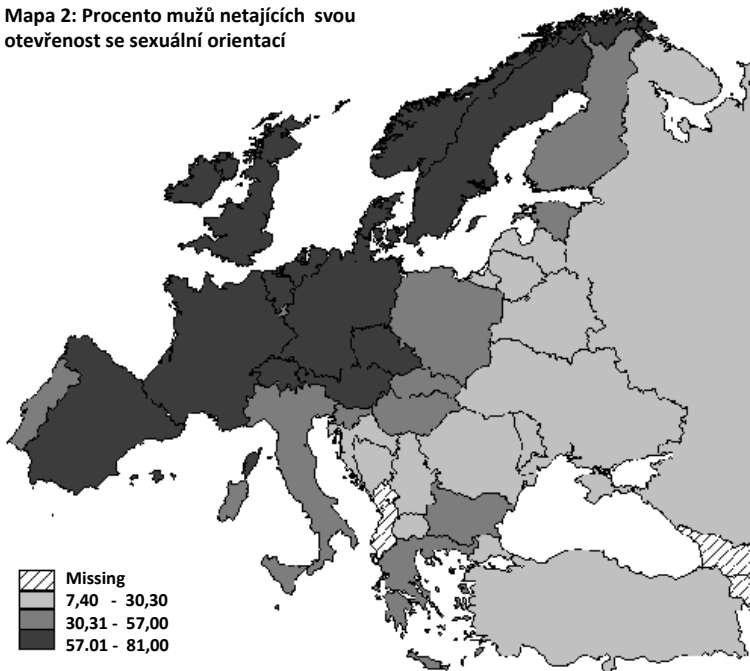 Mapa 2: Procento mužů netajících svou
otevřenost se sexuální orientací
Missing
7,40 - 30,30
30,31 - 57,00
57.01 - 81,00